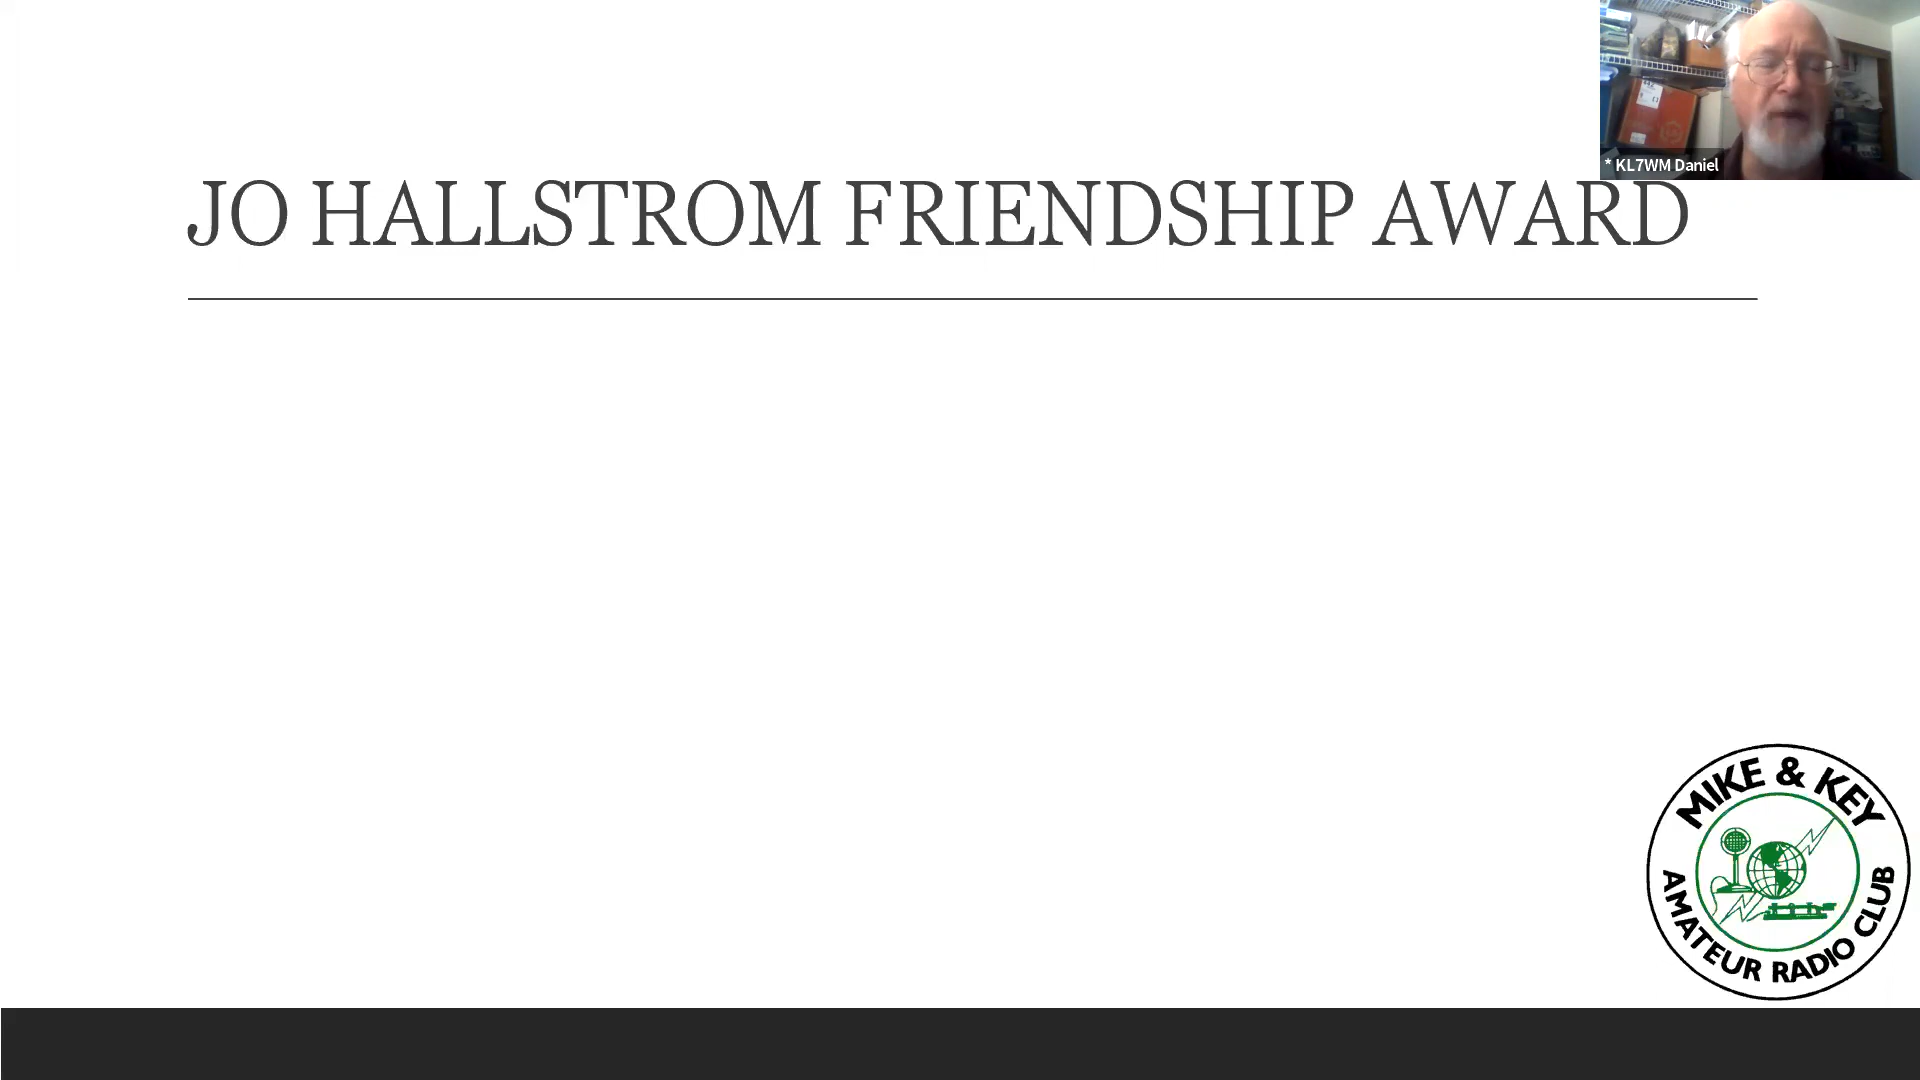 * KL7WM Daniel
JO HALLSTROM FRIENDSHIP AWARD
MIKE & KEY
AMATEUR RADIO CLUB